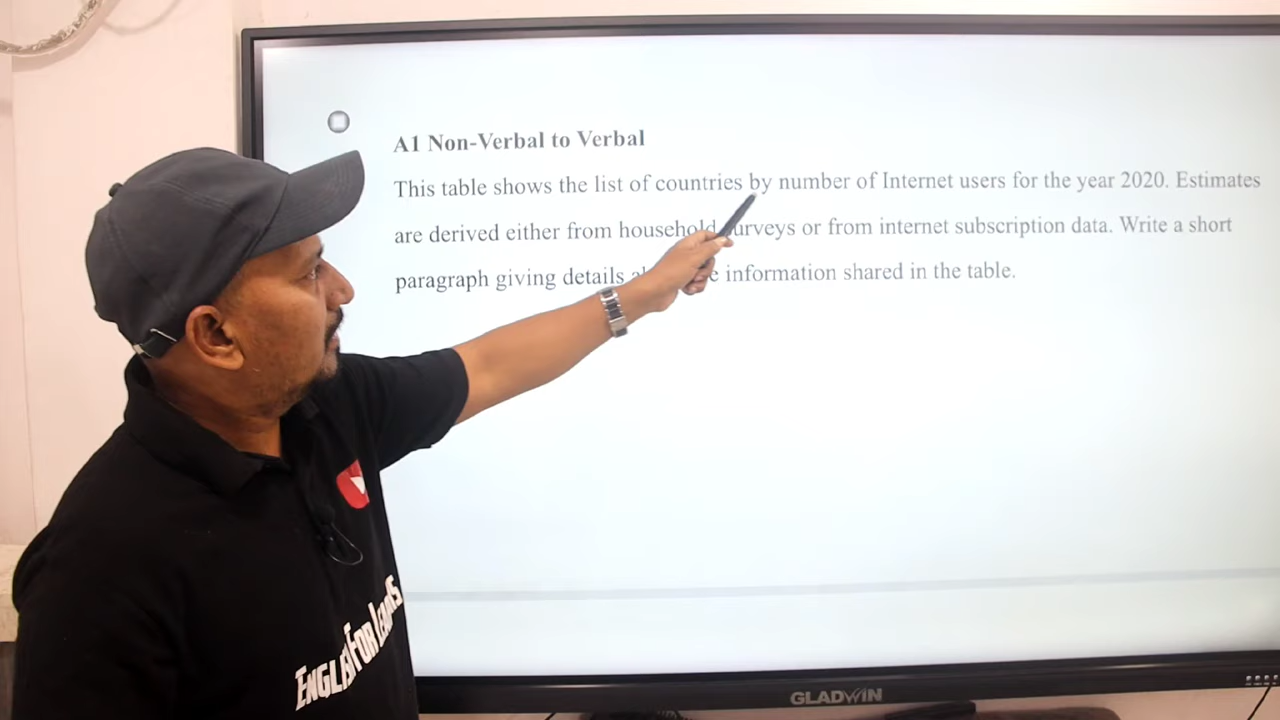 A1 Non-Verbal to Verbal
This table shows the list of countries by number of Internet users for the year 2020. Estimates
are derived either from household surveys or from internet subscription data. Write a short
paragraph giving details information shared in the table.
ENGLISH FOR
GLADWIN